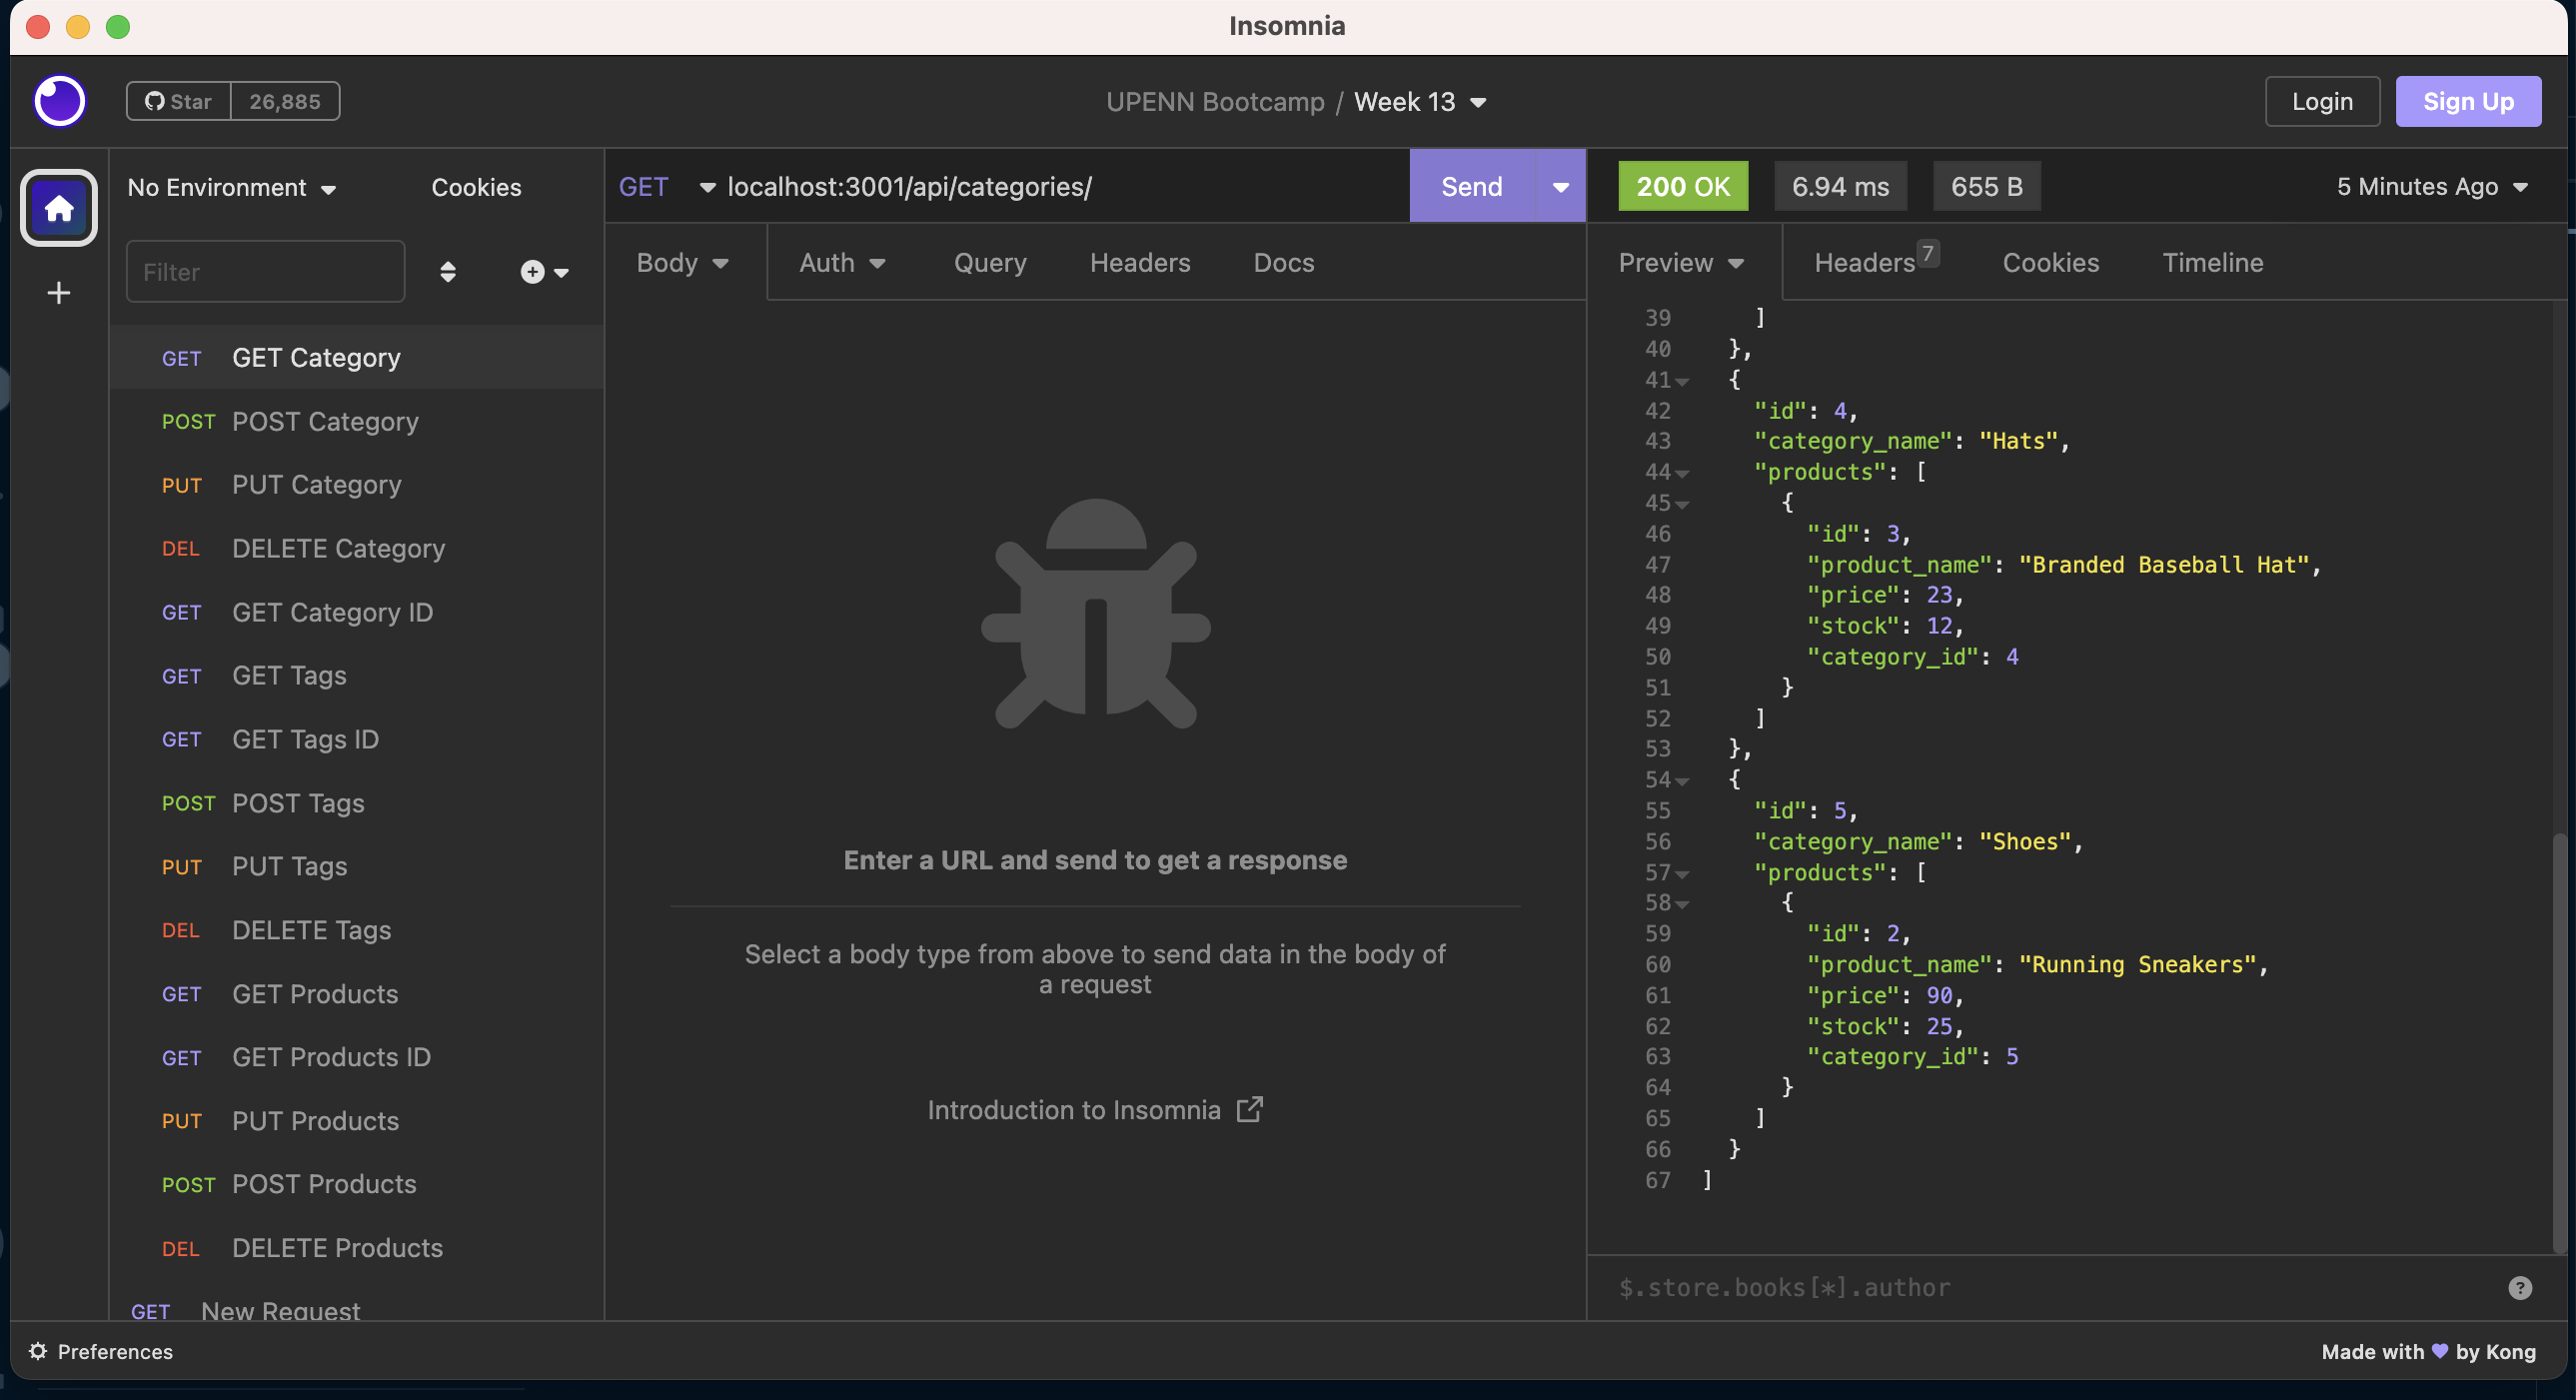 Insomnia
Star 26,885
UPENN Bootcamp / Week 13
Login
Sign Up
No Environment
Cookies
Filter
GET GET Category
POST POST Category
PUT PUT Category
DEL DELETE Category
GET GET Category ID
GET GET Tags
GET GET Tags ID
POST POST Tags
PUT PUT Tags
DEL DELETE Tags
GET GET Products
GET GET Products ID
PUT PUT Products
POST POST Products
DEL DELETE Products
GET New Request
GET localhost:3001/api/categories/
Send
Body Auth Query Headers Docs
Enter a URL and send to get a response
Select a body type from above to send data in the body of
a request
Introduction to Insomnia
200 OK 6.94 ms 655 B
5 Minutes Ago
Preview Headers 7 Cookies Timeline
39 ]
40 },
41 {
42 "id": 4,
43 "category_name": "Hats",
44 "products": [
45 {
46 "id": 3,
47 "product_name": "Branded Baseball Hat",
48 "price": 23,
49 "stock": 12,
50 "category_id": 4
51 }
52 ]
53 },
54 {
55 "id": 5,
56 "category_name": "Shoes",
57 "products": [
58 {
59 "id": 2,
60 "product_name": "Running Sneakers",
61 "price": 90,
62 "stock": 25,
63 "category_id": 5
64 }
65 ]
66 }
67 ]
$.store.books[*].author
?
Preferences
Made with 💜 by Kong